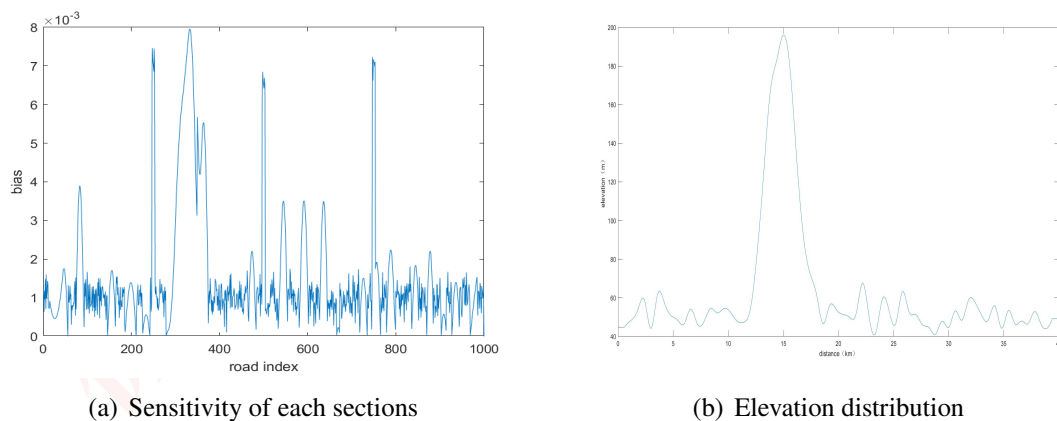 ×10⁻³
8
7
6
5
4
3
2
1
0
bias
0 200 400 600 800 1000
road index
(a) Sensitivity of each sections
200
180
160
140
120
100
80
60
40
elevation (m)
0 5 10 15 20 25 30 35 40
distance (km)
(b) Elevation distribution